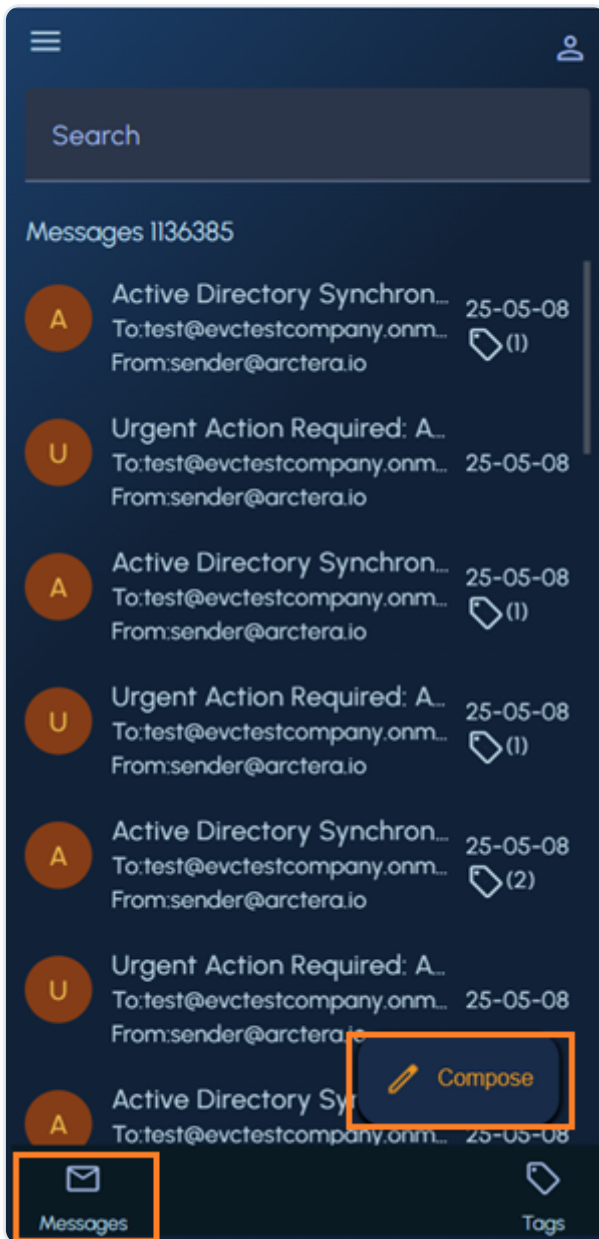 Search
Messages 1136385
A
Active Directory Synchron...
25-05-08
To:test@evctestcompany.onm...
(1)
From:sender@arctera.io
U
Urgent Action Required: A...
To:test@evctestcompany.onm...
25-05-08
From:sender@arctera.io
A
Active Directory Synchron...
25-05-08
To:test@evctestcompany.onm...
(1)
From:sender@arctera.io
U
Urgent Action Required: A...
25-05-08
To:test@evctestcompany.onm...
(1)
From:sender@arctera.io
A
Active Directory Synchron...
25-05-08
To:test@evctestcompany.onm...
(2)
From:sender@arctera.io
U
Urgent Action Required: A...
To:test@evctestcompany.onm...
25-05-08
From:sender@arctera.io
Compose
A
Active Directory Sy
To:test@evctestcompany.onm...
25-05-08
Messages
Tags